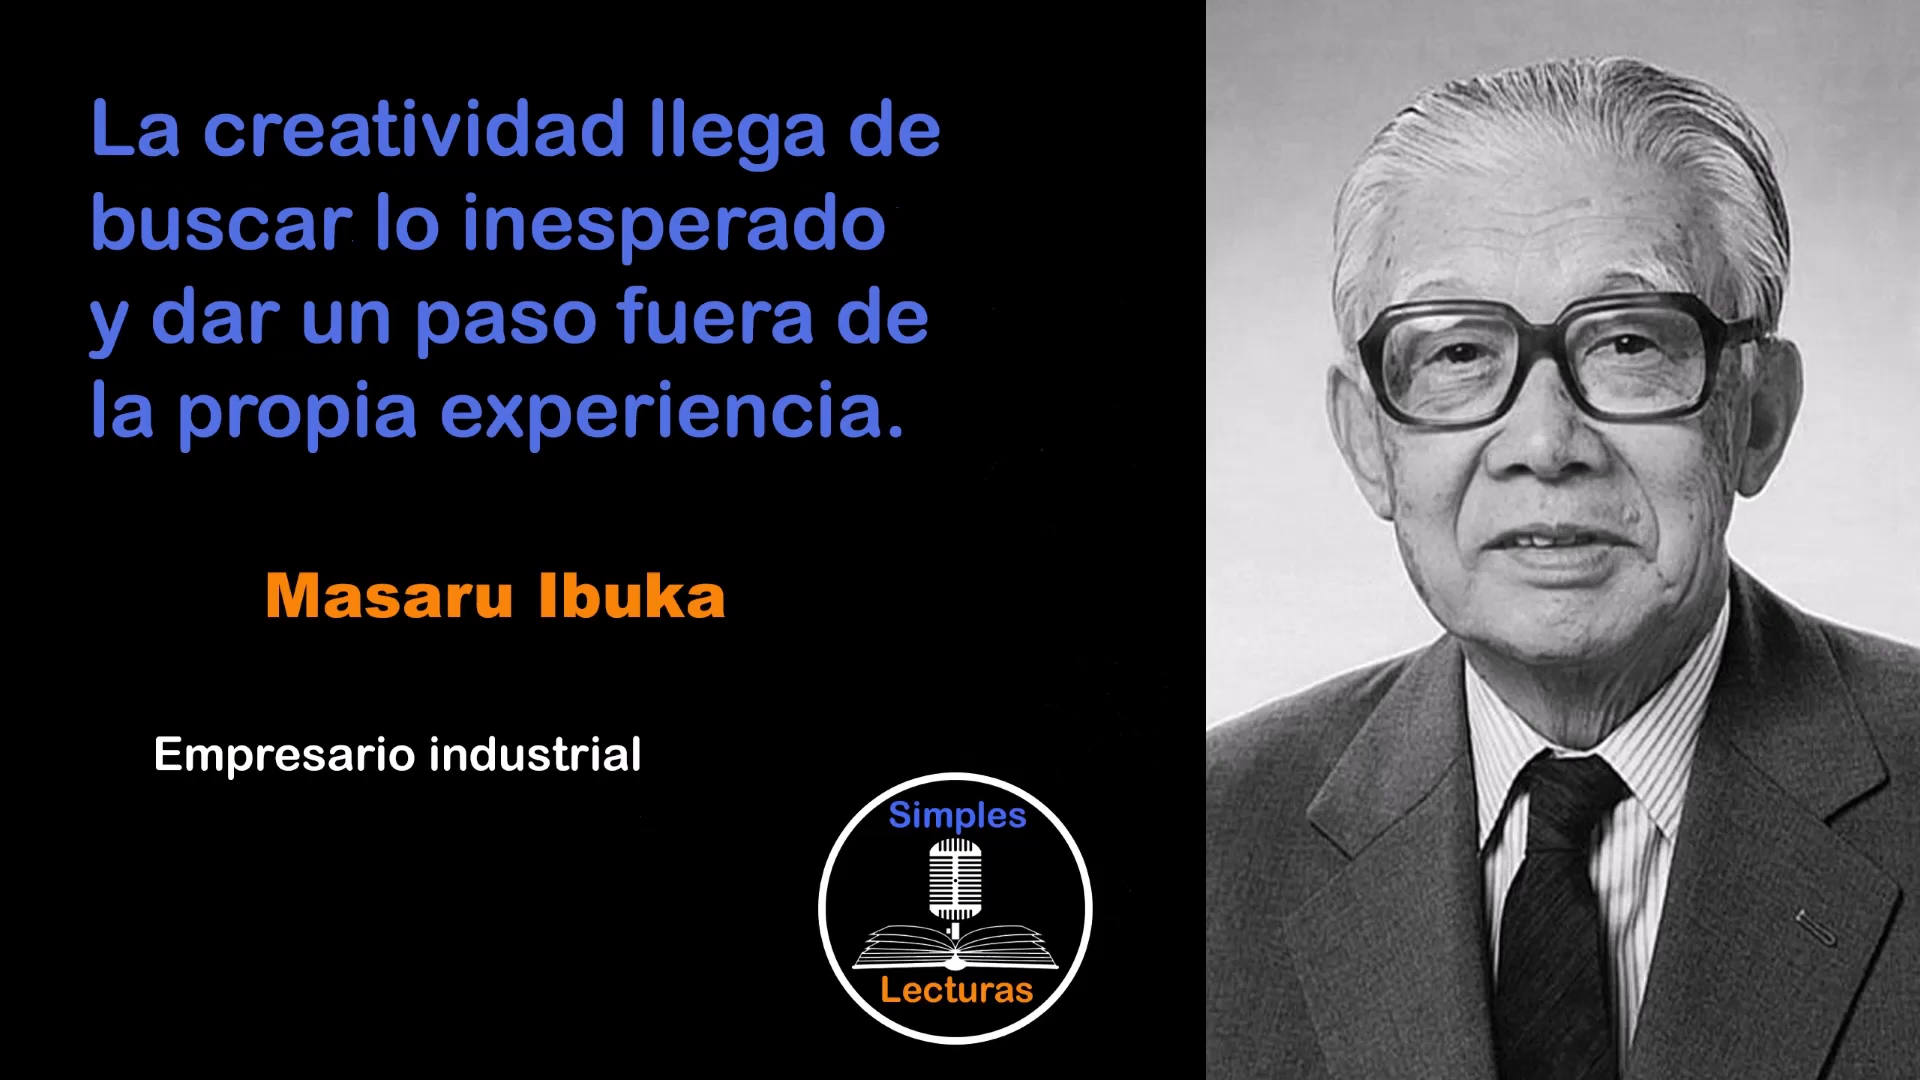 La creatividad llega de
buscar lo inesperado
y dar un paso fuera de
la propia experiencia.
Masaru Ibuka
Empresario industrial
Simples
Lecturas